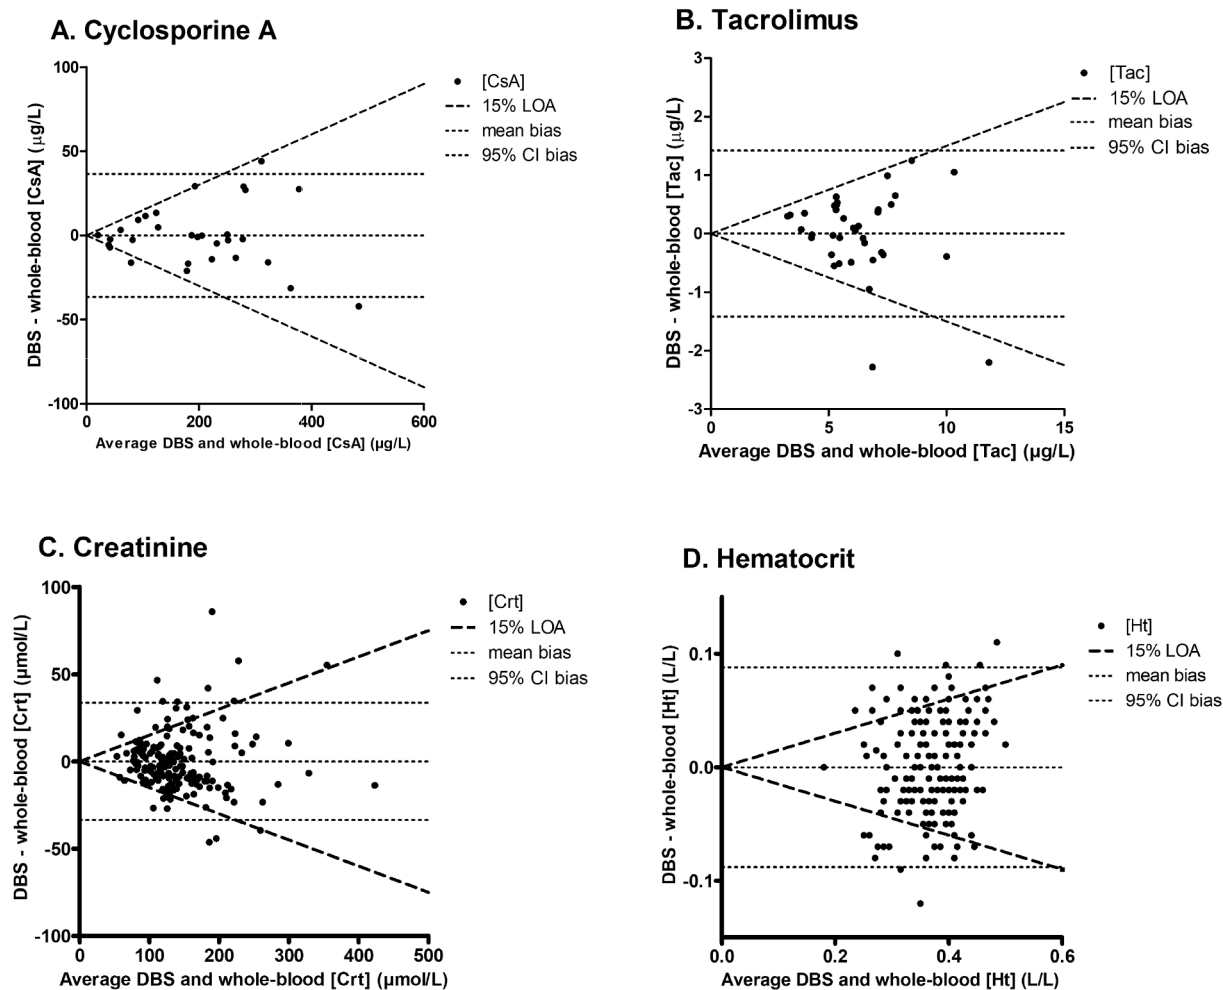 A. Cyclosporine A
DBS - whole-blood [CsA] (µg/L)
100
50
0
-50
-100
0 200 400 600
Average DBS and whole-blood [CsA] (µg/L)
[CsA]
15% LOA
mean bias
95% CI bias
B. Tacrolimus
DBS - whole-blood [Tac] (µg/L)
3
2
1
0
-1
-2
-3
0 5 10 15
Average DBS and whole-blood [Tac] (µg/L)
[Tac]
15% LOA
mean bias
95% CI bias
C. Creatinine
DBS - whole-blood [Crt] (µmol/L)
100
50
0
-50
-100
0 100 200 300 400 500
Average DBS and whole-blood [Crt] (µmol/L)
[Crt]
15% LOA
mean bias
95% CI bias
D. Hematocrit
DBS - whole-blood [Ht] (L/L)
0.1
0.0
-0.1
0.0 0.2 0.4 0.6
Average DBS and whole-blood [Ht] (L/L)
[Ht]
15% LOA
mean bias
95% CI bias